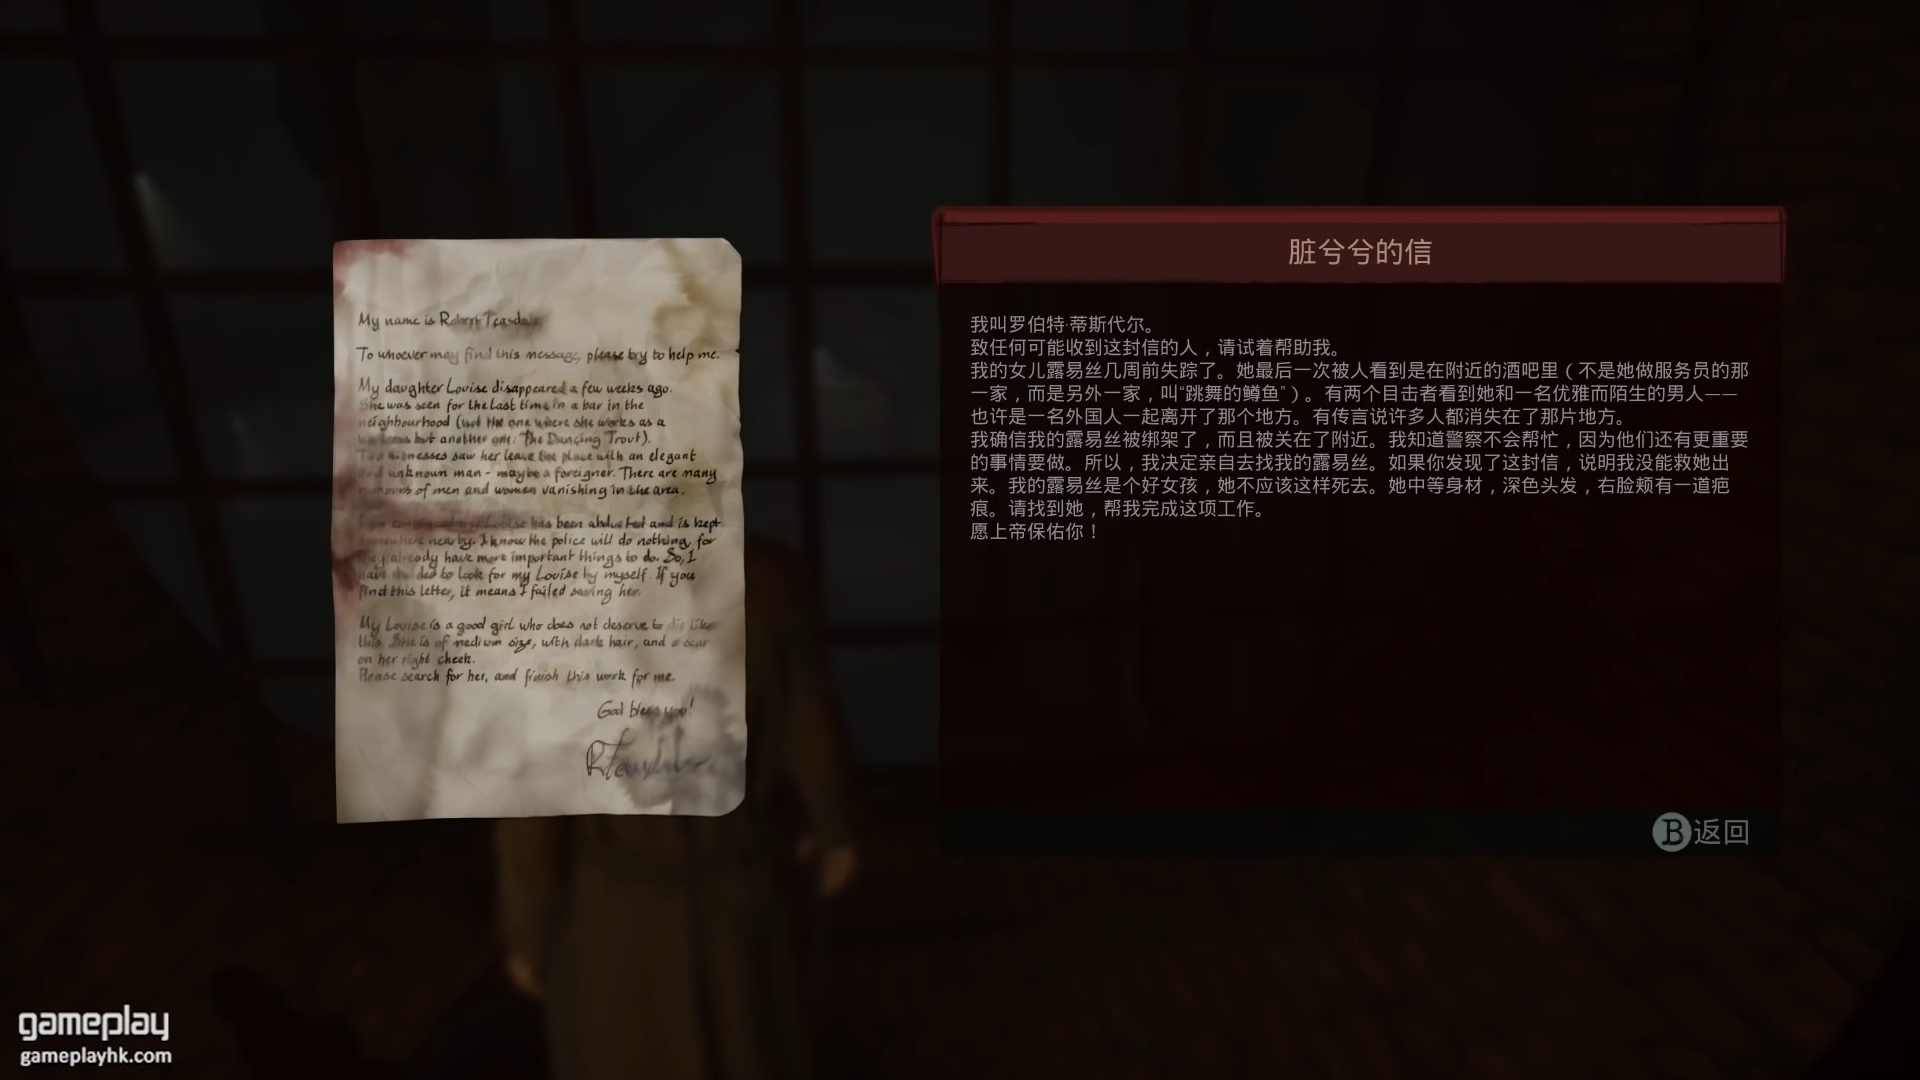 My name is Robert Teasdale.
To whoever may find this message, please try to help me.
My daughter Louise disappeared a few weeks ago.
She was seen for the last time in a bar in the
neighbourhood (not the one where she works as a
waitress but another one: The Dancing Trout).
Two witnesses saw her leave the place with an elegant
and unknown man - maybe a foreigner. There are many
rumours of men and women vanishing in the area.
I am convinced my Louise has been abducted and is kept
somewhere nearby. I know the police will do nothing, for
they already have more important things to do. So, I
have decided to look for my Louise by myself. If you
find this letter, it means I failed saving her.
My Louise is a good girl who does not deserve to die like
this. She is of medium size, with dark hair, and a scar
on her right cheek.
Please search for her, and finish this work for me.
God bless you!
脏兮兮的信
我叫罗伯特·蒂斯代尔。
致任何可能收到这封信的人，请试着帮助我。
我的女儿露易丝几周前失踪了。她最后一次被人看到是在附近的酒吧里（不是她做服务员的那
一家，而是另外一家，叫“跳舞的鳟鱼”）。有两个目击者看到她和一名优雅而陌生的男人——
也许是一名外国人一起离开了那个地方。有传言说许多人都消失在了那片地方。
我确信我的露易丝被绑架了，而且被关在了附近。我知道警察不会帮忙，因为他们还有更重要
的事情要做。所以，我决定亲自去找我的露易丝。如果你发现了这封信，说明我没能救她出
来。我的露易丝是个好女孩，她不应该这样死去。她中等身材，深色头发，右脸颊有一道疤
痕。请找到她，帮我完成这项工作。
愿上帝保佑你！
B返回
gameplay
gameplayhk.com